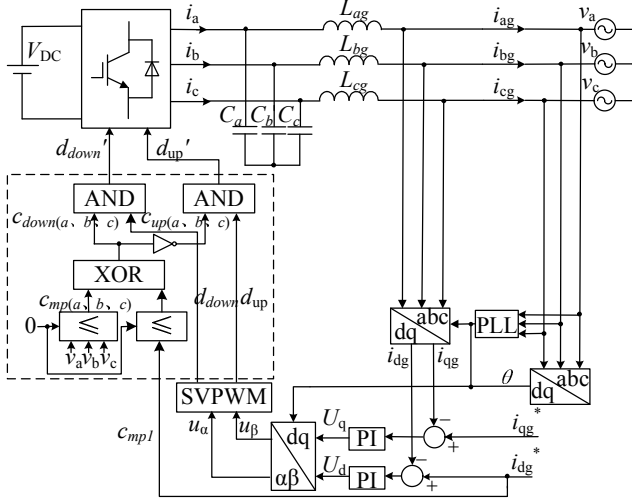 i_a L_ag i_ag v_a
V_DC i_b L_bg i_bg v_b
i_c L_cg i_cg v_c
C_a C_b C_c
d_down' d_up'
AND AND
c_down(a、b、c) c_up(a、b、c)
XOR
c_mp(a、b、c) d_down d_up
0 ≤ ≤
v_a v_b v_c
abc dq PLL
i_dg i_qg
θ abc dq
SVPWM
c_mp1 u_α u_β
dq αβ
U_q PI − + i_qg*
U_d PI − + i_dg*